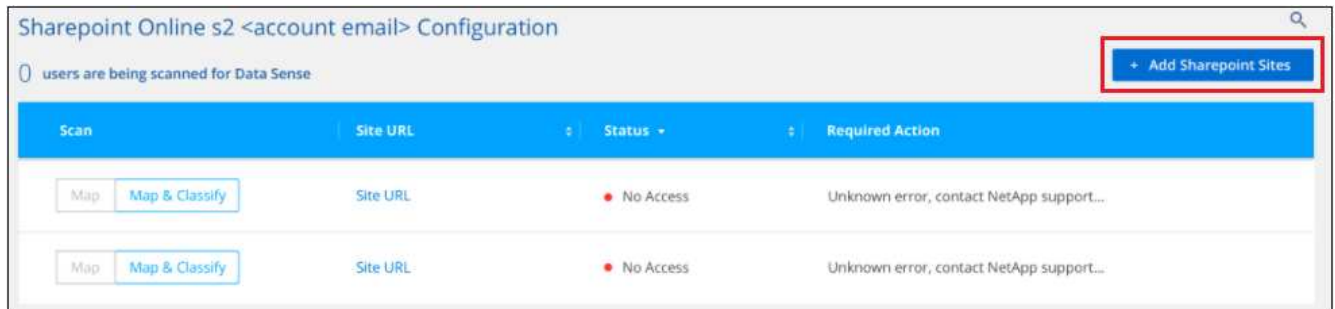 Sharepoint Online s2 <account email> Configuration
0 users are being scanned for Data Sense
+ Add Sharepoint Sites
Scan Site URL Status Required Action
Map Map & Classify Site URL No Access Unknown error, contact NetApp support...
Map Map & Classify Site URL No Access Unknown error, contact NetApp support...